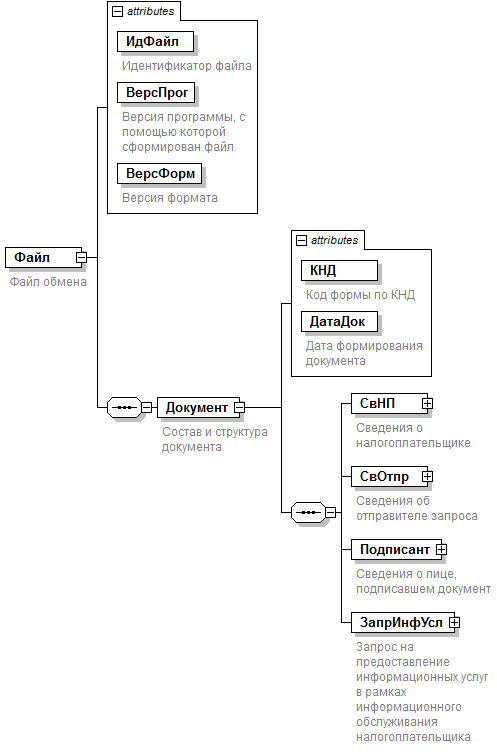 attributes
ИдФайл
Идентификатор файла
ВерсПрог
Версия программы, с
помощью которой
сформирован файл
ВерсФорм
Версия формата
Файл
Файл обмена
attributes
КНД
Код формы по КНД
ДатаДок
Дата формирования
документа
Документ
Состав и структура
документа
СвНП
Сведения о
налогоплательщике
СвОтпр
Сведения об
отправителе запроса
Подписант
Сведения о лице,
подписавшем документ
ЗапрИнфУсл
Запрос на
предоставление
информационных услуг
в рамках
информационного
обслуживания
налогоплательщика